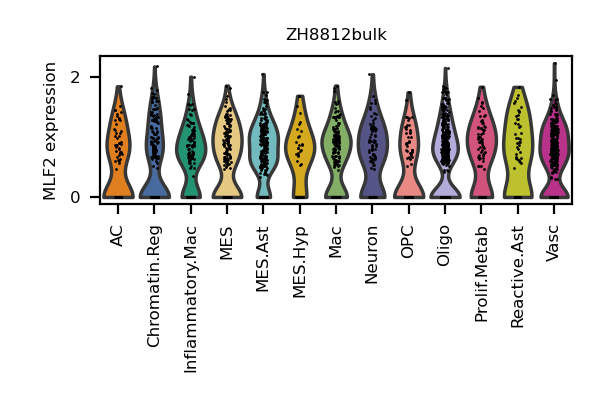 ZH8812bulk
MLF2 expression
2
0
AC
Chromatin.Reg
Inflammatory.Mac
MES
MES.Ast
MES.Hyp
Mac
Neuron
OPC
Oligo
Prolif.Metab
Reactive.Ast
Vasc